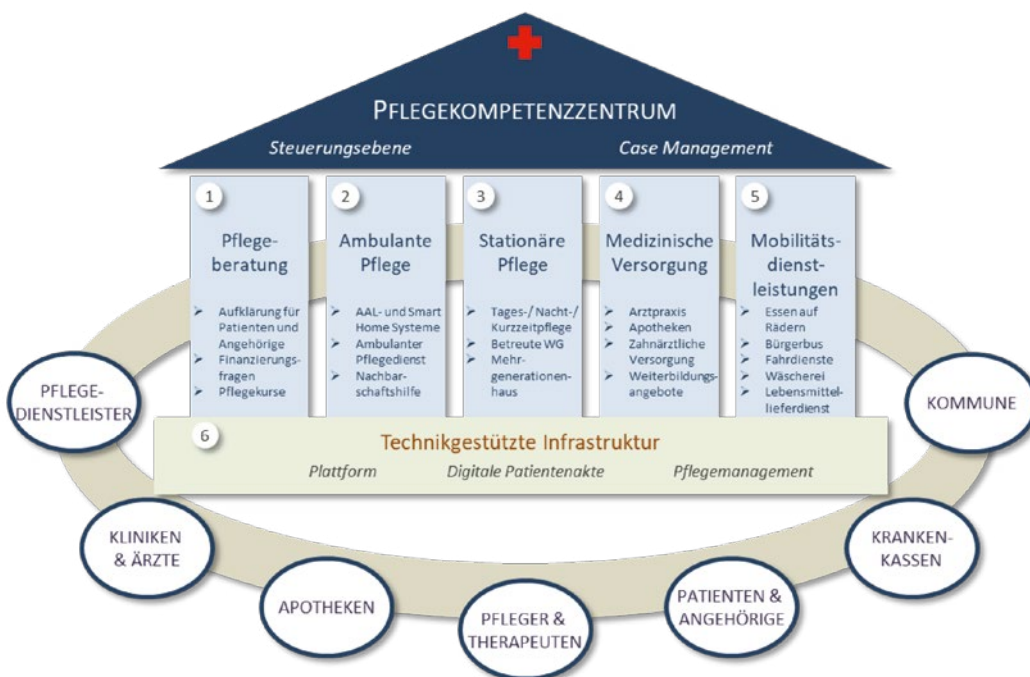 PFLEGEKOMPETENZZENTRUM
Steuerungsebene
Case Management
1
Pflege-
beratung
Aufklärung für
Patienten und
Angehörige
Finanzierungs-
fragen
Pflegekurse
2
Ambulante
Pflege
AAL- und Smart
Home Systeme
Ambulanter
Pflegedienst
Nachbar-
schaftshilfe
3
Stationäre
Pflege
Tages-/ Nacht-/
Kurzzeitpflege
Betreute WG
Mehr-
generationen-
haus
4
Medizinische
Versorgung
Arztpraxis
Apotheken
Zahnärztliche
Versorgung
Weiterbildungs-
angebote
5
Mobilitäts-
dienst-
leistungen
Essen auf
Rädern
Bürgerbus
Fahrdienste
Wäscherei
Lebensmittel-
lieferdienst
6
Technikgestützte Infrastruktur
Plattform
Digitale Patientenakte
Pflegemanagement
PFLEGE-
DIENSTLEISTER
KLINIKEN
& ÄRZTE
APOTHEKEN
PFLEGER &
THERAPEUTEN
PATIENTEN &
ANGEHÖRIGE
KRANKEN-
KASSEN
KOMMUNE